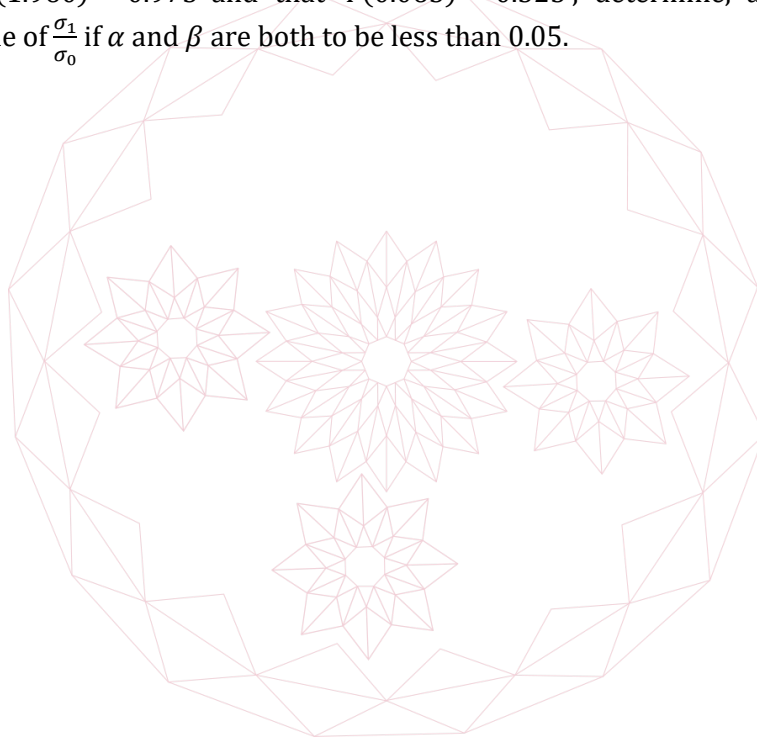 (1.960) = 0.975 and that (0.063) = 0.525 , determine,
e of σ₁/σ₀ if α and β are both to be less than 0.05.